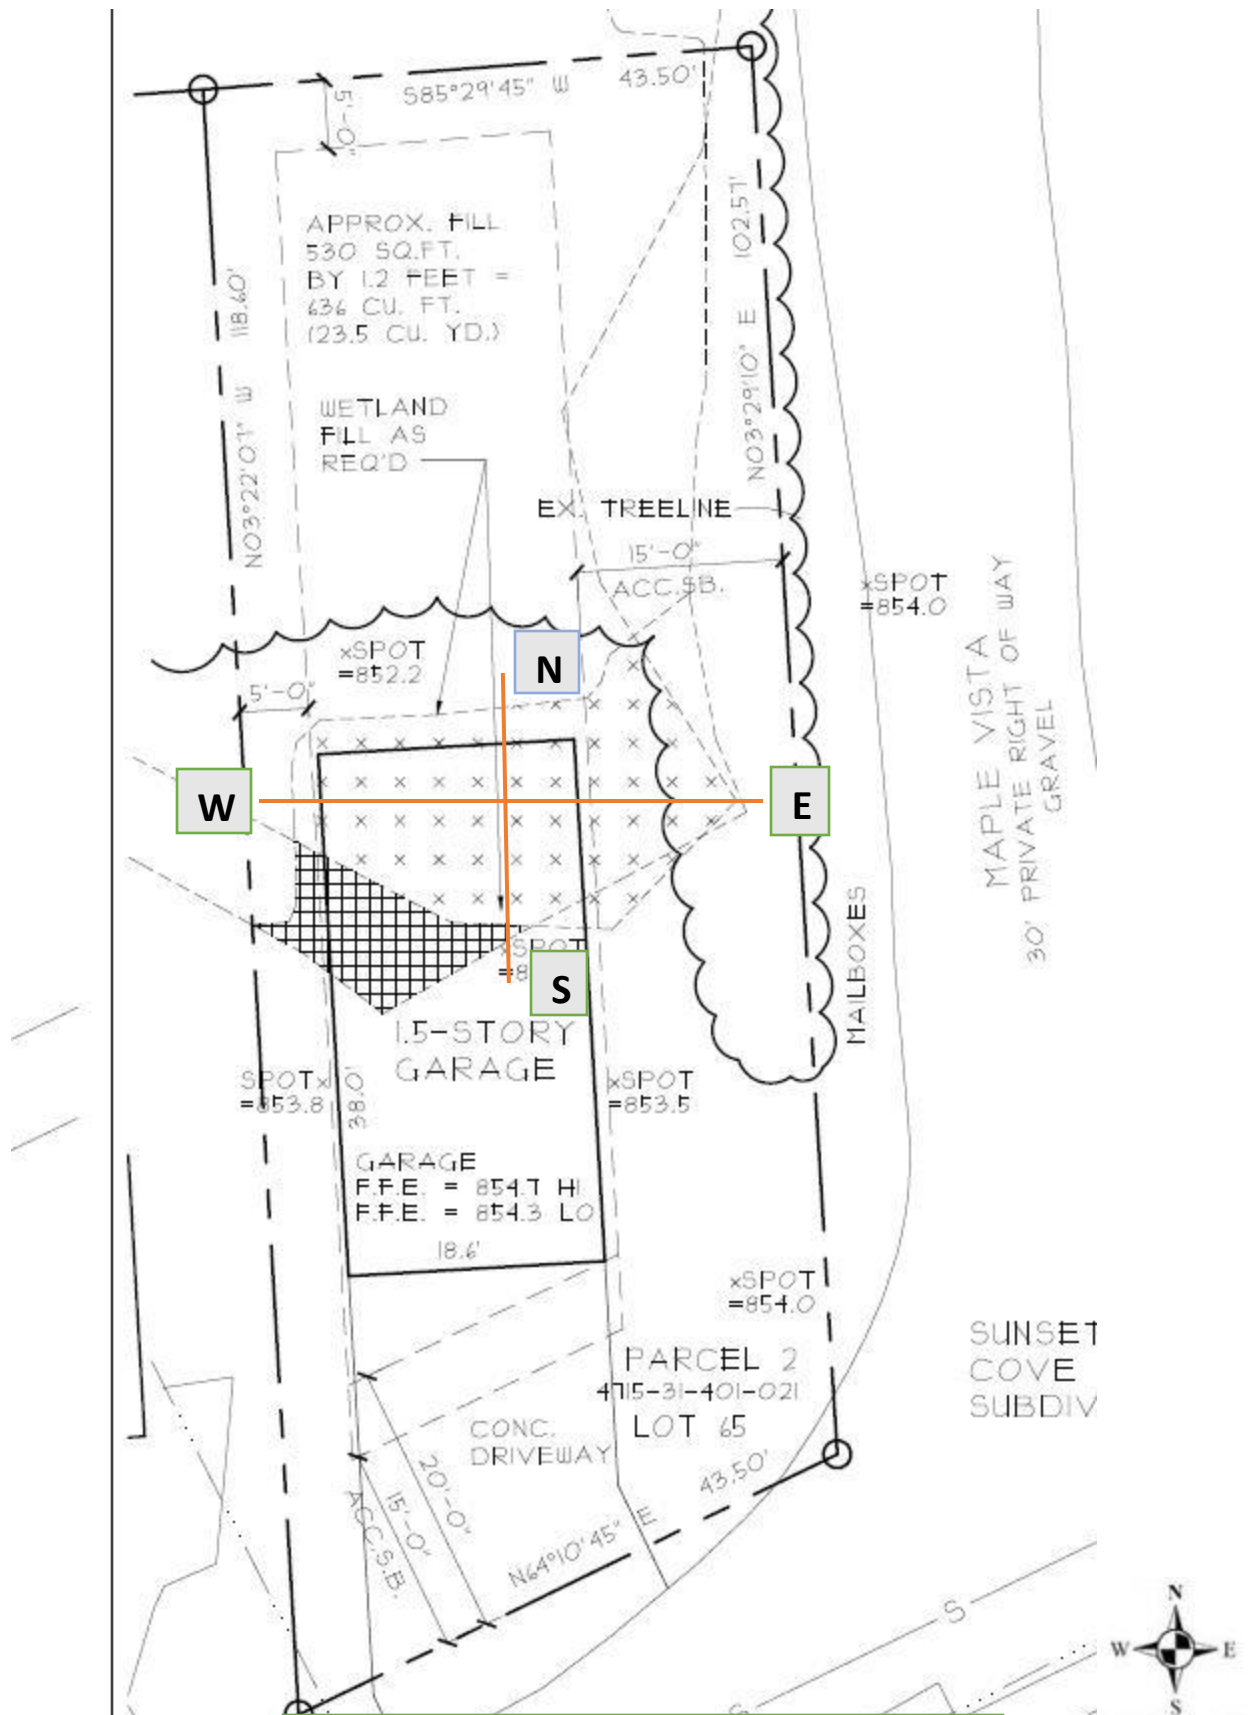 S85°29'45" W
43.50'
5'-0"
APPROX. FILL
530 SQ.FT.
BY 1.2 FEET =
636 CU. FT.
(23.5 CU. YD.)
118.60'
N03°22'07" W
102.57'
N03°29'10" E
WETLAND
FILL AS
REQ'D
EX. TREELINE
15'-0"
ACC.SB.
xSPOT
=854.0
MAPLE VISTA
30' PRIVATE RIGHT OF WAY
GRAVEL
xSPOT
=852.2
N
5'-0"
W
E
xSPOT
=8
S
MAILBOXES
1.5-STORY
GARAGE
SPOTx
=853.8
38.0'
xSPOT
=853.5
GARAGE
F.F.E. = 854.7 HI
F.F.E. = 854.3 LO
18.6'
xSPOT
=854.0
PARCEL 2
4715-31-401-021
LOT 65
SUNSET
COVE
SUBDIV
CONC.
DRIVEWAY
20'-0"
15'-0"
ACC.S.B.
43.50'
N64°10'45" E
S
S
N
W E
S